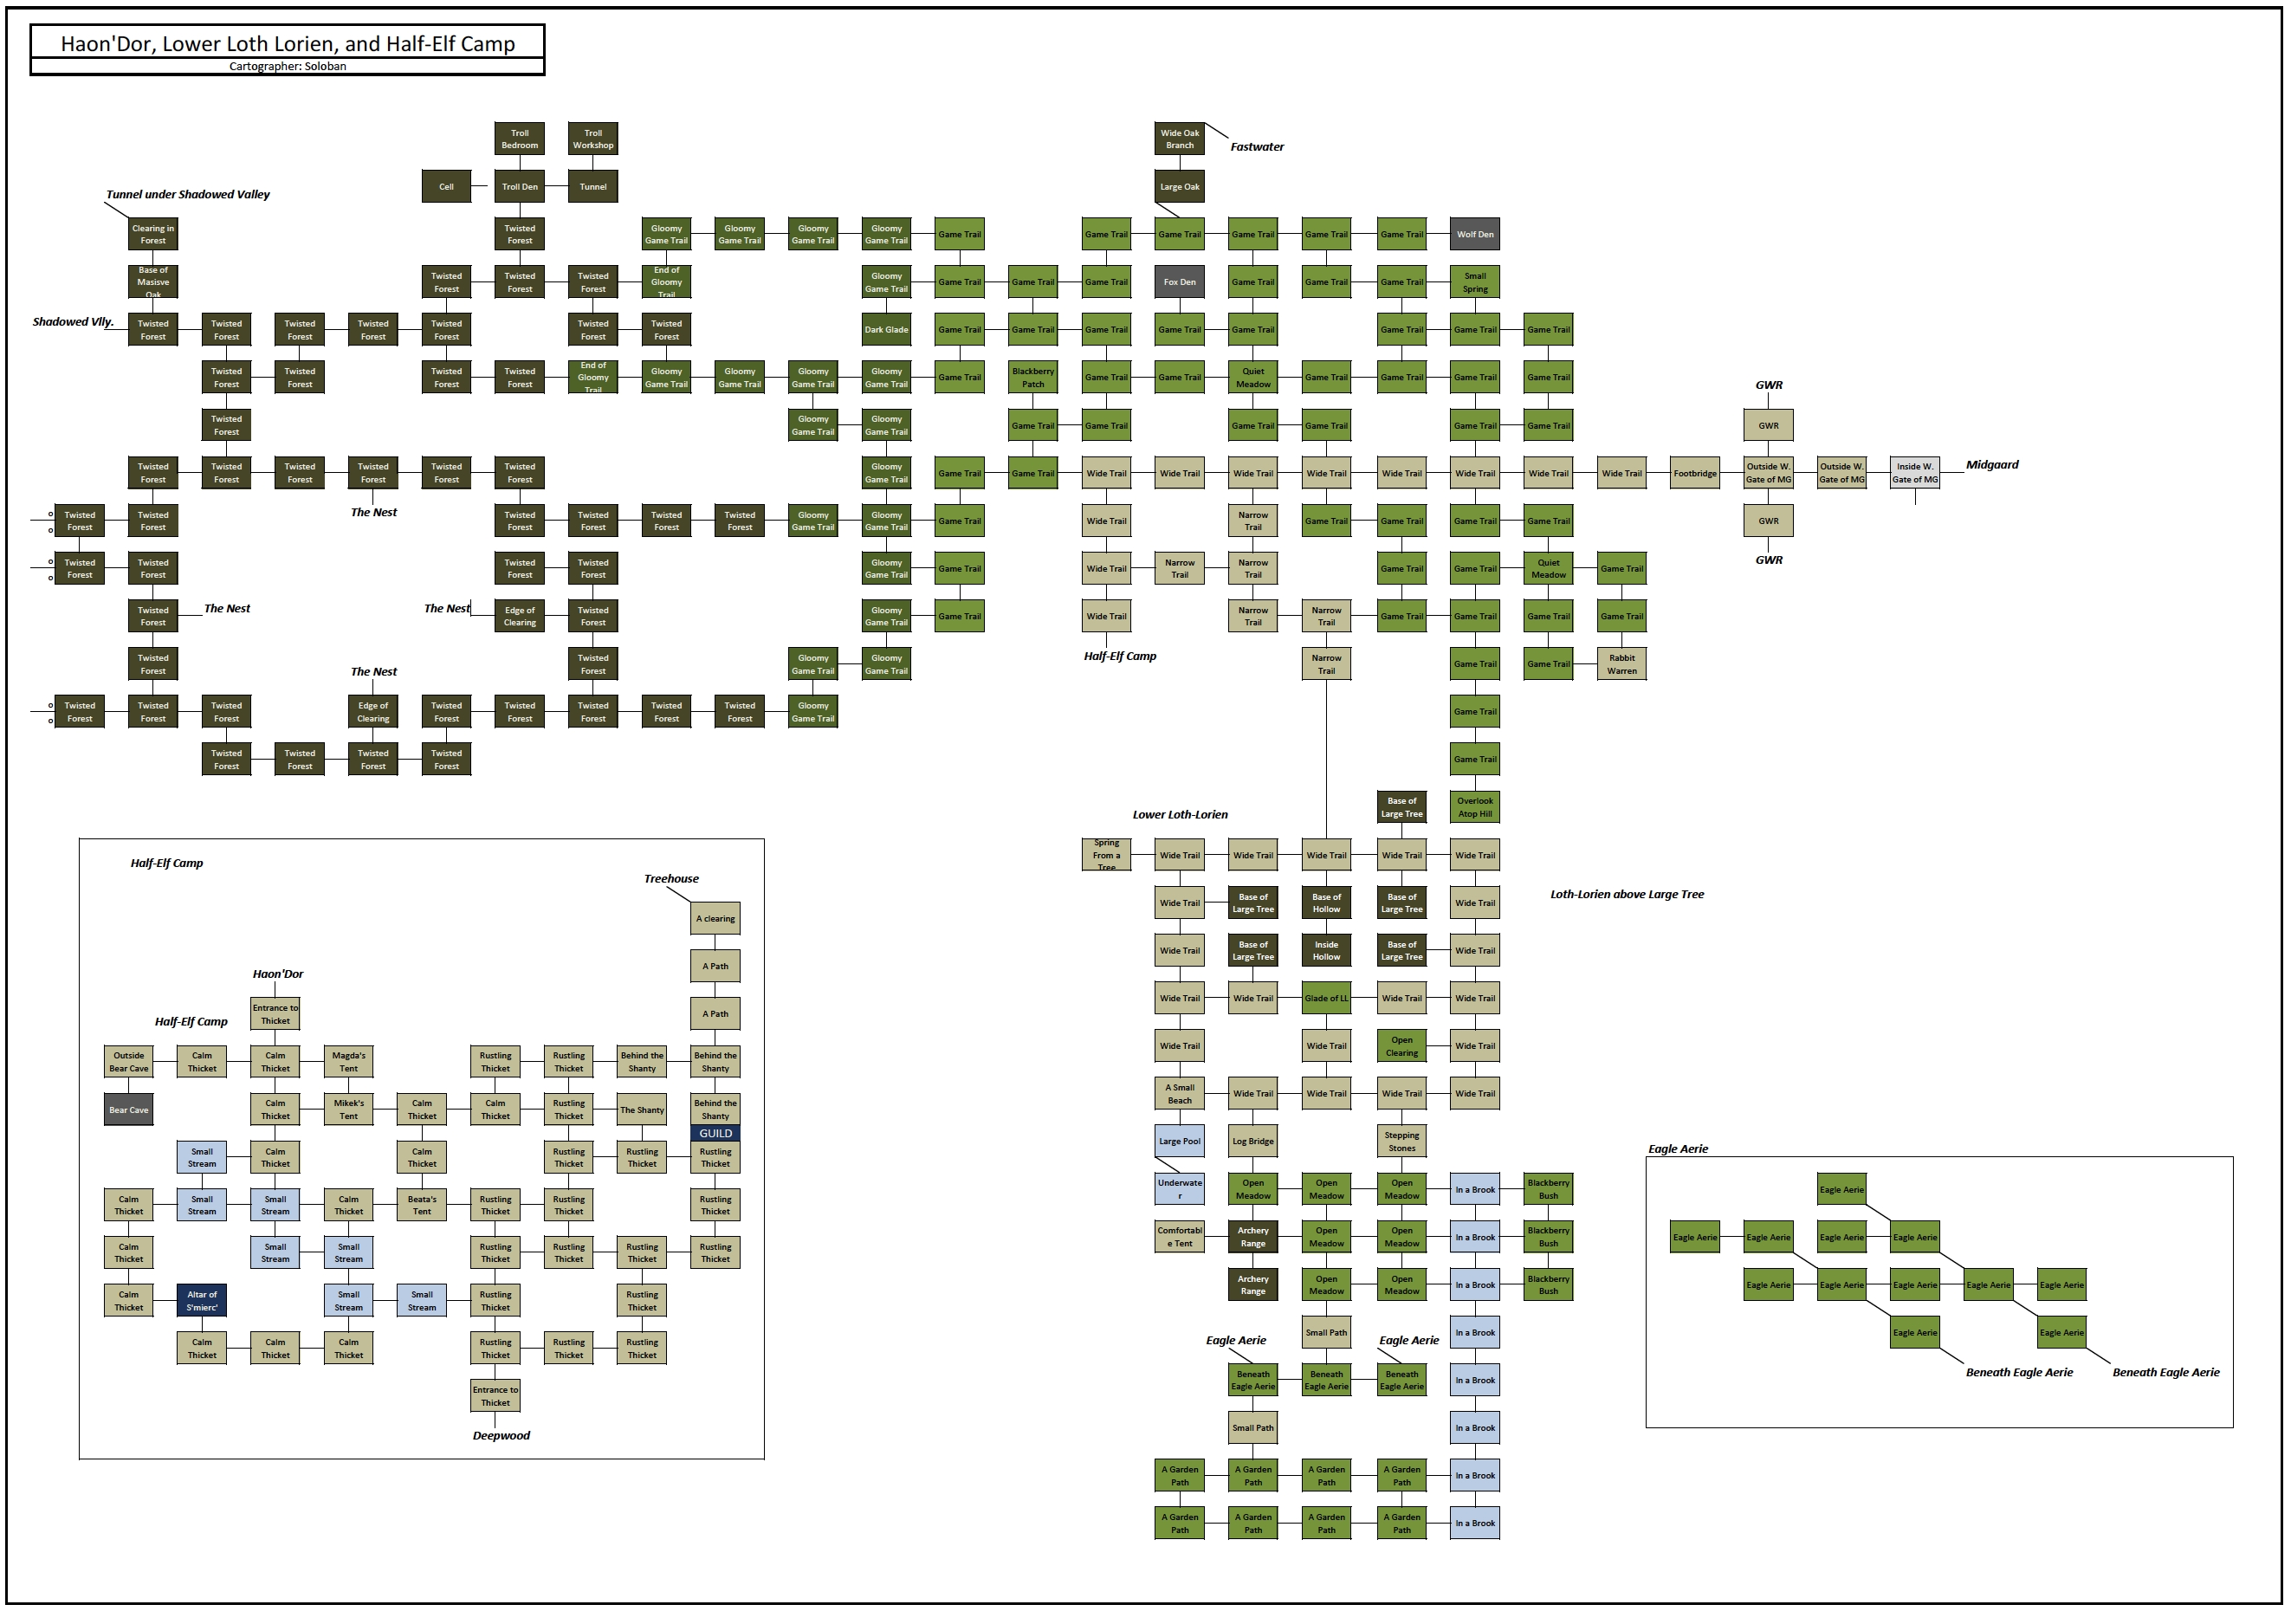 Haon'Dor, Lower Loth Lorien, and Half-Elf Camp
Cartographer: Soloban
Troll
Bedroom
Troll
Workshop
Wide Oak
Branch
Fastwater
Cell
Troll Den
Tunnel
Large Oak
Tunnel under Shadowed Valley
Clearing in
Forest
Twisted
Forest
Gloomy
Game Trail
Gloomy
Game Trail
Gloomy
Game Trail
Gloomy
Game Trail
Game Trail
Game Trail
Game Trail
Game Trail
Game Trail
Game Trail
Wolf Den
Base of
Masisve
Oak
Twisted
Forest
Twisted
Forest
Twisted
Forest
End of
Gloomy
Trail
Gloomy
Game Trail
Game Trail
Game Trail
Game Trail
Fox Den
Game Trail
Game Trail
Game Trail
Small
Spring
Shadowed Vlly.
Twisted
Forest
Twisted
Forest
Twisted
Forest
Twisted
Forest
Twisted
Forest
Twisted
Forest
Twisted
Forest
Dark Glade
Game Trail
Game Trail
Game Trail
Game Trail
Game Trail
Game Trail
Game Trail
Game Trail
Twisted
Forest
Twisted
Forest
Twisted
Forest
Twisted
Forest
End of
Gloomy
Trail
Gloomy
Game Trail
Gloomy
Game Trail
Gloomy
Game Trail
Gloomy
Game Trail
Game Trail
Blackberry
Patch
Game Trail
Game Trail
Quiet
Meadow
Game Trail
Game Trail
Game Trail
Game Trail
GWR
Twisted
Forest
Gloomy
Game Trail
Gloomy
Game Trail
Game Trail
Game Trail
Game Trail
Game Trail
Game Trail
Game Trail
GWR
Twisted
Forest
Twisted
Forest
Twisted
Forest
Twisted
Forest
Twisted
Forest
Twisted
Forest
Gloomy
Game Trail
Game Trail
Game Trail
Wide Trail
Wide Trail
Wide Trail
Wide Trail
Wide Trail
Wide Trail
Wide Trail
Wide Trail
Footbridge
Outside W.
Gate of MG
Outside W.
Gate of MG
Inside W.
Gate of MG
Midgaard
The Nest
o
o
Twisted
Forest
Twisted
Forest
Twisted
Forest
Twisted
Forest
Twisted
Forest
Twisted
Forest
Gloomy
Game Trail
Gloomy
Game Trail
Game Trail
Wide Trail
Narrow
Trail
Game Trail
Game Trail
Game Trail
Game Trail
GWR
GWR
o
o
Twisted
Forest
Twisted
Forest
Twisted
Forest
Twisted
Forest
Gloomy
Game Trail
Game Trail
Wide Trail
Narrow
Trail
Narrow
Trail
Game Trail
Game Trail
Quiet
Meadow
Game Trail
Twisted
Forest
The Nest
The Nest
Edge of
Clearing
Twisted
Forest
Gloomy
Game Trail
Game Trail
Wide Trail
Narrow
Trail
Narrow
Trail
Game Trail
Game Trail
Game Trail
Game Trail
Half-Elf Camp
Twisted
Forest
The Nest
Twisted
Forest
Gloomy
Game Trail
Gloomy
Game Trail
Narrow
Trail
Game Trail
Game Trail
Rabbit
Warren
o
o
Twisted
Forest
Twisted
Forest
Twisted
Forest
Edge of
Clearing
Twisted
Forest
Twisted
Forest
Twisted
Forest
Twisted
Forest
Twisted
Forest
Gloomy
Game Trail
Game Trail
Twisted
Forest
Twisted
Forest
Twisted
Forest
Twisted
Forest
Game Trail
Lower Loth-Lorien
Base of
Large Tree
Overlook
Atop Hill
Spring
From a
Tree
Wide Trail
Wide Trail
Wide Trail
Wide Trail
Wide Trail
Wide Trail
Base of
Large Tree
Base of
Hollow
Base of
Large Tree
Wide Trail
Loth-Lorien above Large Tree
Wide Trail
Base of
Large Tree
Inside
Hollow
Base of
Large Tree
Wide Trail
Wide Trail
Wide Trail
Glade of LL
Wide Trail
Wide Trail
Wide Trail
Wide Trail
Open
Clearing
Wide Trail
A Small
Beach
Wide Trail
Wide Trail
Wide Trail
Wide Trail
Large Pool
Log Bridge
Stepping
Stones
Underwate
r
Open
Meadow
Open
Meadow
Open
Meadow
In a Brook
Blackberry
Bush
Comfortabl
e Tent
Archery
Range
Open
Meadow
Open
Meadow
In a Brook
Blackberry
Bush
Archery
Range
Open
Meadow
Open
Meadow
In a Brook
Blackberry
Bush
Eagle Aerie
Small Path
Eagle Aerie
In a Brook
Beneath
Eagle Aerie
Beneath
Eagle Aerie
Beneath
Eagle Aerie
In a Brook
Small Path
In a Brook
A Garden
Path
A Garden
Path
A Garden
Path
A Garden
Path
In a Brook
A Garden
Path
A Garden
Path
A Garden
Path
A Garden
Path
In a Brook
Half-Elf Camp
Treehouse
A clearing
A Path
Haon'Dor
Half-Elf Camp
Entrance to
Thicket
A Path
Outside
Bear Cave
Calm
Thicket
Calm
Thicket
Magda's
Tent
Rustling
Thicket
Rustling
Thicket
Behind the
Shanty
Behind the
Shanty
Bear Cave
Calm
Thicket
Mikek's
Tent
Calm
Thicket
Calm
Thicket
Rustling
Thicket
The Shanty
Behind the
Shanty
GUILD
Small
Stream
Calm
Thicket
Calm
Thicket
Rustling
Thicket
Rustling
Thicket
Rustling
Thicket
Calm
Thicket
Small
Stream
Small
Stream
Calm
Thicket
Beata's
Tent
Rustling
Thicket
Rustling
Thicket
Rustling
Thicket
Calm
Thicket
Small
Stream
Small
Stream
Rustling
Thicket
Rustling
Thicket
Rustling
Thicket
Rustling
Thicket
Calm
Thicket
Altar of
S'mierc'
Small
Stream
Small
Stream
Rustling
Thicket
Rustling
Thicket
Calm
Thicket
Calm
Thicket
Calm
Thicket
Rustling
Thicket
Rustling
Thicket
Rustling
Thicket
Entrance to
Thicket
Deepwood
Eagle Aerie
Eagle Aerie
Eagle Aerie
Eagle Aerie
Eagle Aerie
Eagle Aerie
Eagle Aerie
Eagle Aerie
Eagle Aerie
Eagle Aerie
Eagle Aerie
Eagle Aerie
Eagle Aerie
Beneath Eagle Aerie
Beneath Eagle Aerie